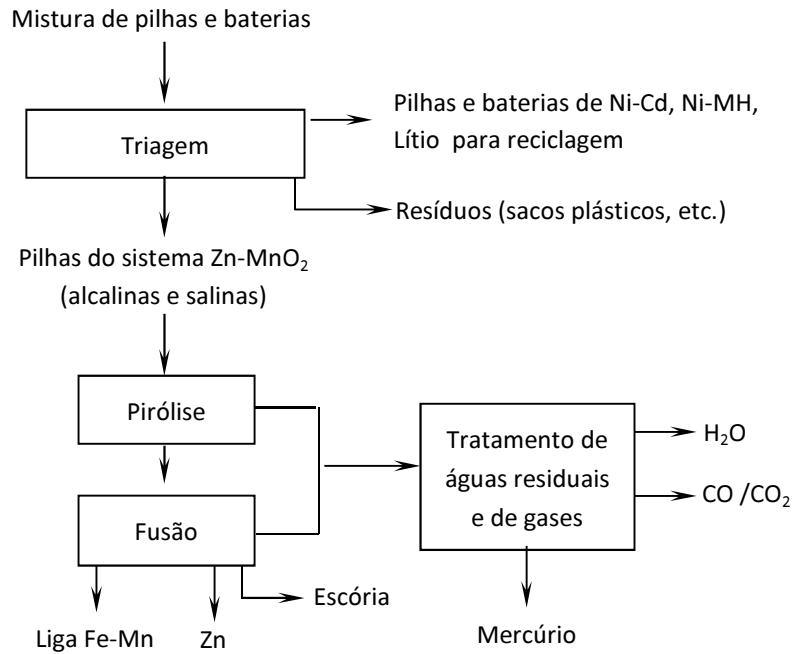 Mistura de pilhas e baterias
Triagem
Pilhas e baterias de Ni-Cd, Ni-MH,
Lítio para reciclagem
Resíduos (sacos plásticos, etc.)
Pilhas do sistema Zn-MnO₂
(alcalinas e salinas)
Pirólise
Fusão
Tratamento de
águas residuais
e de gases
H₂O
CO /CO₂
Escória
Liga Fe-Mn
Zn
Mercúrio